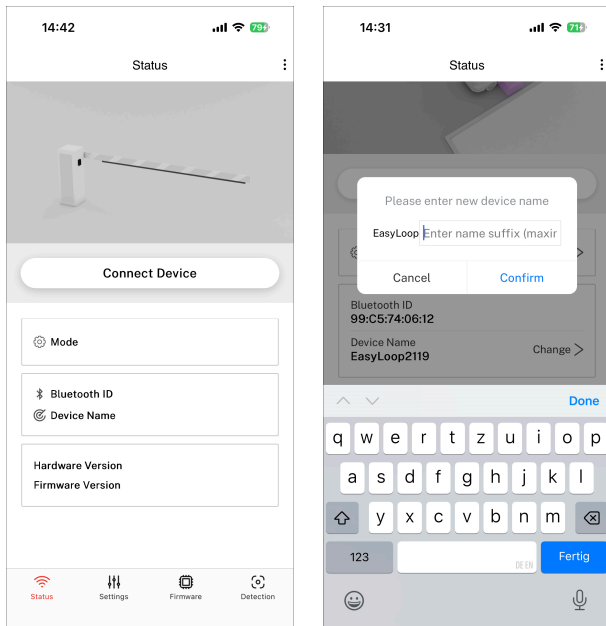 14:42
79
Status
Connect Device
Mode
Bluetooth ID
Device Name
Hardware Version
Firmware Version
Status
Settings
Firmware
Detection
14:31
71
Status
Please enter new device name
EasyLoop Enter name suffix (maxir
Cancel
Confirm
Bluetooth ID
99:C5:74:06:12
Device Name
EasyLoop2119
Change
Done
q w e r t z u i o p
a s d f g h j k l
y x c v b n m
123
DE EN
Fertig